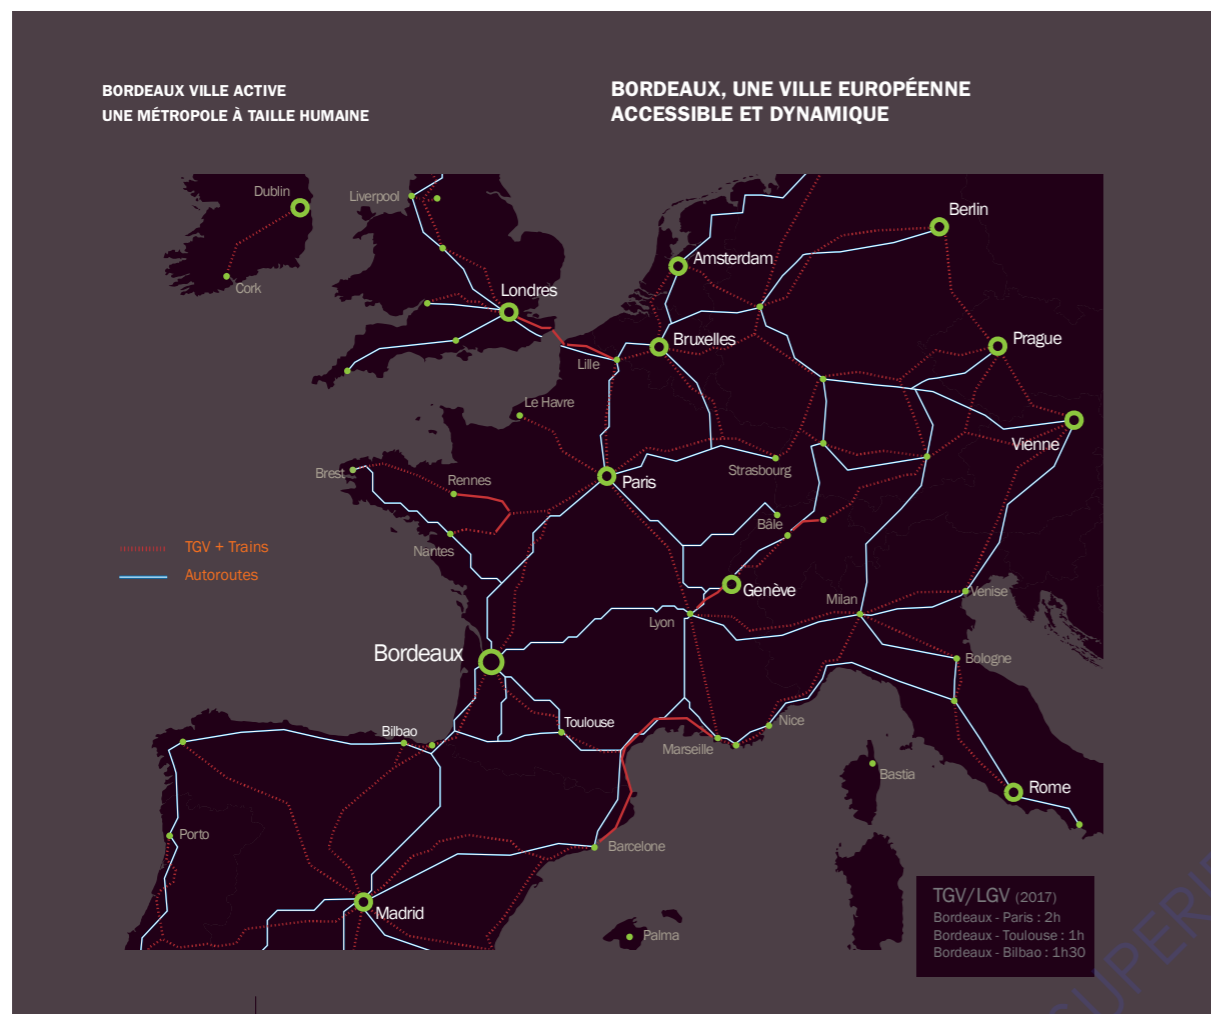 BORDEAUX VILLE ACTIVE
UNE MÉTROPOLE À TAILLE HUMAINE
BORDEAUX, UNE VILLE EUROPÉENNE
ACCESSIBLE ET DYNAMIQUE
Dublin
Liverpool
Berlin
Amsterdam
Cork
Londres
Bruxelles
Prague
Lille
Le Havre
Vienne
Brest
Rennes
Paris
Strasbourg
Bâle
Nantes
TGV + Trains
Autoroutes
Genève
Milan
Venise
Lyon
Bordeaux
Bologne
Bilbao
Toulouse
Nice
Marseille
Bastia
Rome
Porto
Barcelone
Madrid
Palma
TGV/LGV (2017)
Bordeaux - Paris : 2h
Bordeaux - Toulouse : 1h
Bordeaux - Bilbao : 1h30